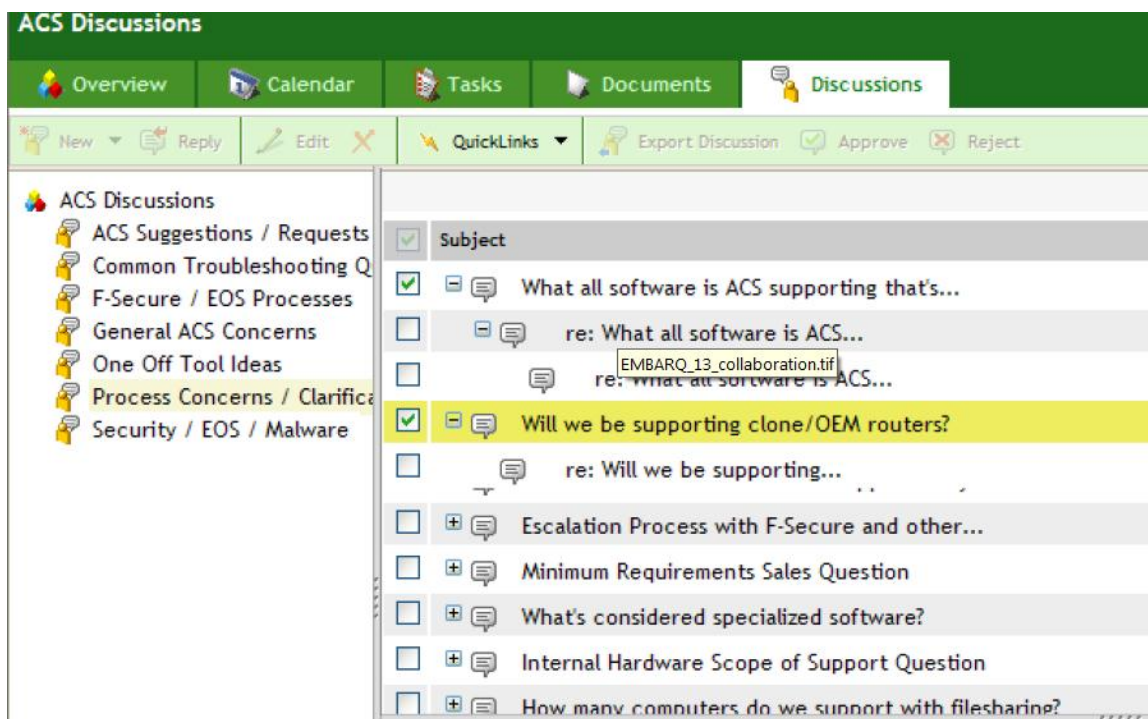 ACS Discussions
Overview Calendar Tasks Documents Discussions
New Reply Edit QuickLinks Export Discussion Approve Reject
ACS Discussions
ACS Suggestions / Requests
Common Troubleshooting Q
F-Secure / EOS Processes
General ACS Concerns
One Off Tool Ideas
Process Concerns / Clarifica
Security / EOS / Malware
Subject
What all software is ACS supporting that's...
re: What all software is ACS...
EMBARQ_13_collaboration.tif
re: What all software is ACS...
Will we be supporting clone/OEM routers?
re: Will we be supporting...
Escalation Process with F-Secure and other...
Minimum Requirements Sales Question
What's considered specialized software?
Internal Hardware Scope of Support Question
How many computers do we support with filesharing?